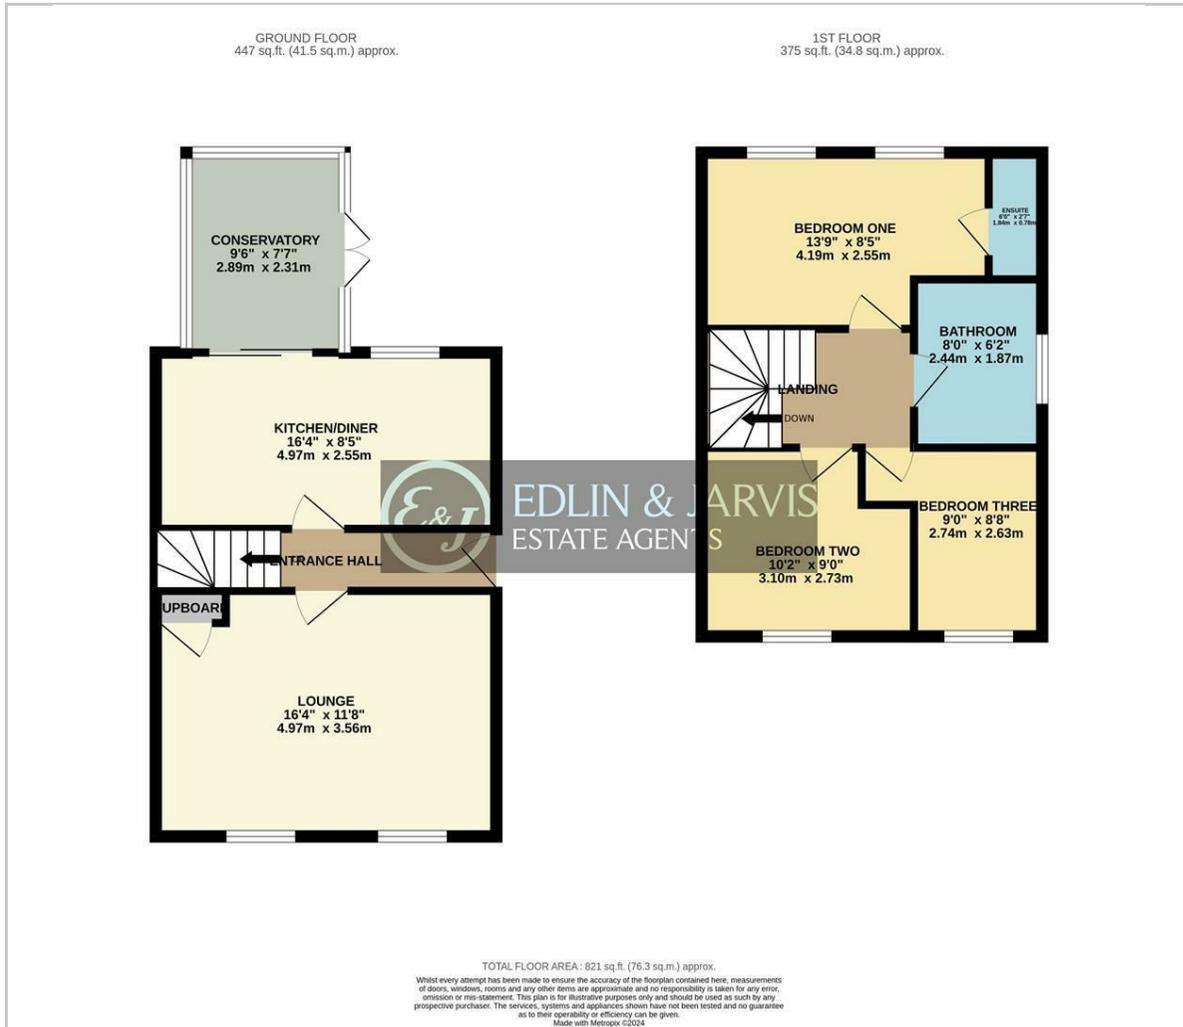 GROUND FLOOR
447 sq.ft. (41.5 sq.m.) approx.
1ST FLOOR
375 sq.ft. (34.8 sq.m.) approx.
CONSERVATORY
9'6" x 7'7"
2.89m x 2.31m
KITCHEN/DINER
16'4" x 8'5"
4.97m x 2.55m
ENTRANCE HALL
UPBOAR
LOUNGE
16'4" x 11'8"
4.97m x 3.56m
BEDROOM ONE
13'9" x 8'5"
4.19m x 2.55m
ENSUITE
6'0" x 2'7"
1.84m x 0.78m
BATHROOM
8'0" x 6'2"
2.44m x 1.87m
LANDING
DOWN
BEDROOM TWO
10'2" x 9'0"
3.10m x 2.73m
BEDROOM THREE
9'0" x 8'8"
2.74m x 2.63m
E&J
EDLIN & JARVIS
ESTATE AGENTS
TOTAL FLOOR AREA : 821 sq.ft. (76.3 sq.m.) approx.
Whilst every attempt has been made to ensure the accuracy of the floorplan contained here, measurements
of doors, windows, rooms and any other items are approximate and no responsibility is taken for any error,
omission or mis-statement. This plan is for illustrative purposes only and should be used as such by any
prospective purchaser. The services, systems and appliances shown have not been tested and no guarantee
as to their operability or efficiency can be given.
Made with Metropix ©2024